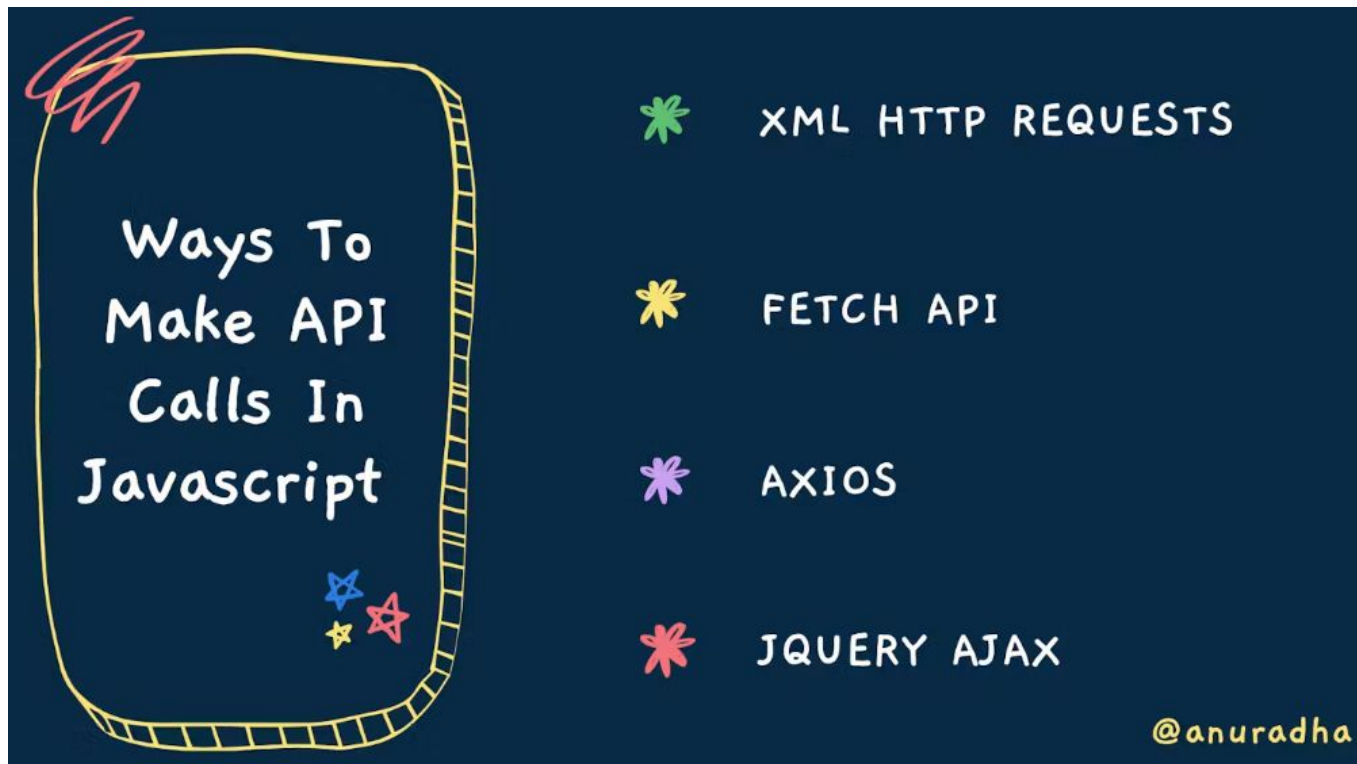 Ways To
Make API
Calls In
Javascript
XML HTTP REQUESTS
FETCH API
AXIOS
JQUERY AJAX
@anuradha